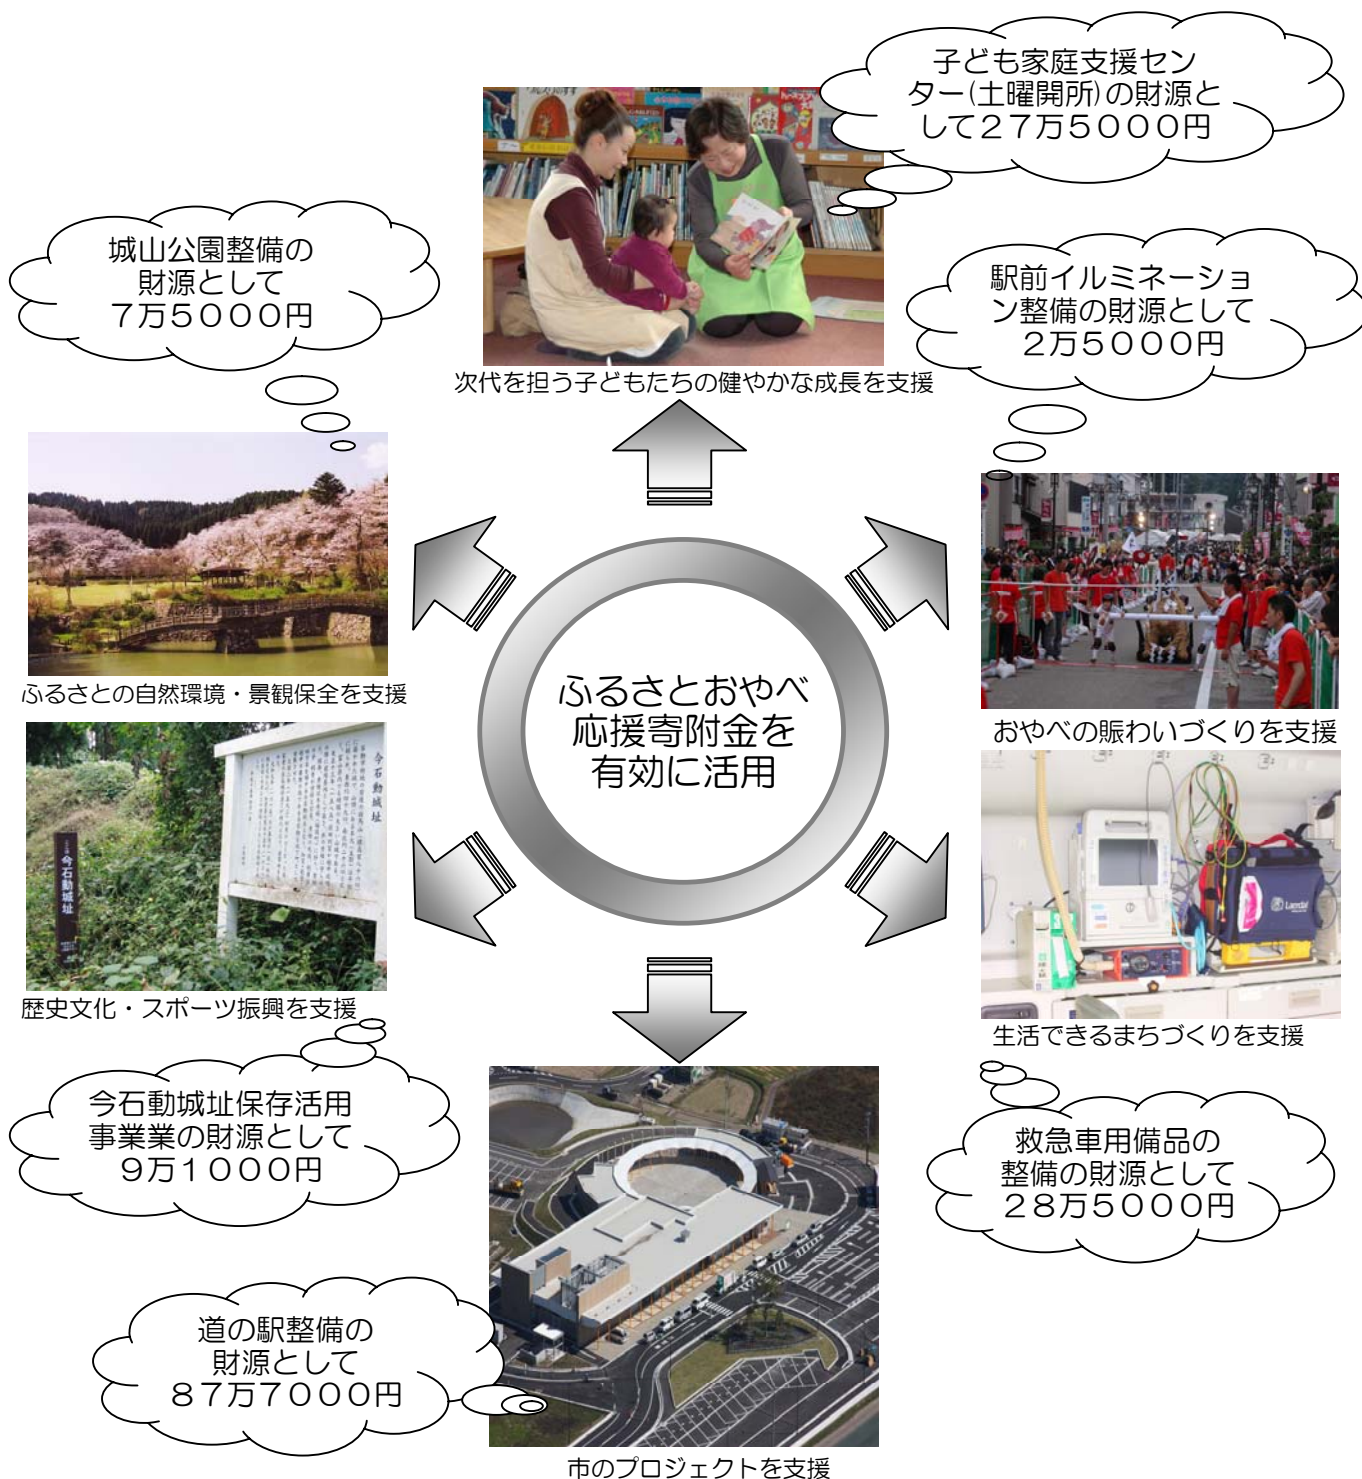 子ども家庭支援セン
ター(土曜開所)の財源と
して27万5000円
城山公園整備の
財源として
7万5000円
駅前イルミネーショ
ン整備の財源として
2万5000円
次代を担う子どもたちの健やかな成長を支援
ふるさとの自然環境・景観保全を支援
おやべの賑わいづくりを支援
ふるさとおやべ
応援寄附金を
有効に活用
今石動城址
今石動城址
歴史文化・スポーツ振興を支援
生活できるまちづくりを支援
今石動城址保存活用
事業業の財源として
9万1000円
救急車用備品の
整備の財源として
28万5000円
道の駅整備の
財源として
87万7000円
市のプロジェクトを支援